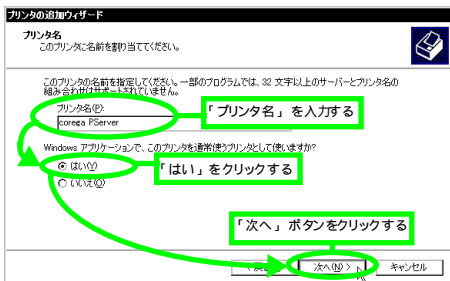 プリンタの追加ウィザード
プリンタ名
このプリンタに名前を割り当ててください。
このプリンタの名前を指定してください。一部のプログラムでは、32 文字以上のサーバーとプリンタ名の
組み合わせはサポートされていません。
プリンタ名(P):
「プリンタ名」を入力する
corega PServer
Windows アプリケーションで、このプリンタを通常使うプリンタとして使いますか?
はい(Y)
「はい」をクリックする
いいえ(O)
「次へ」ボタンをクリックする
次へ(N) >
キャンセル